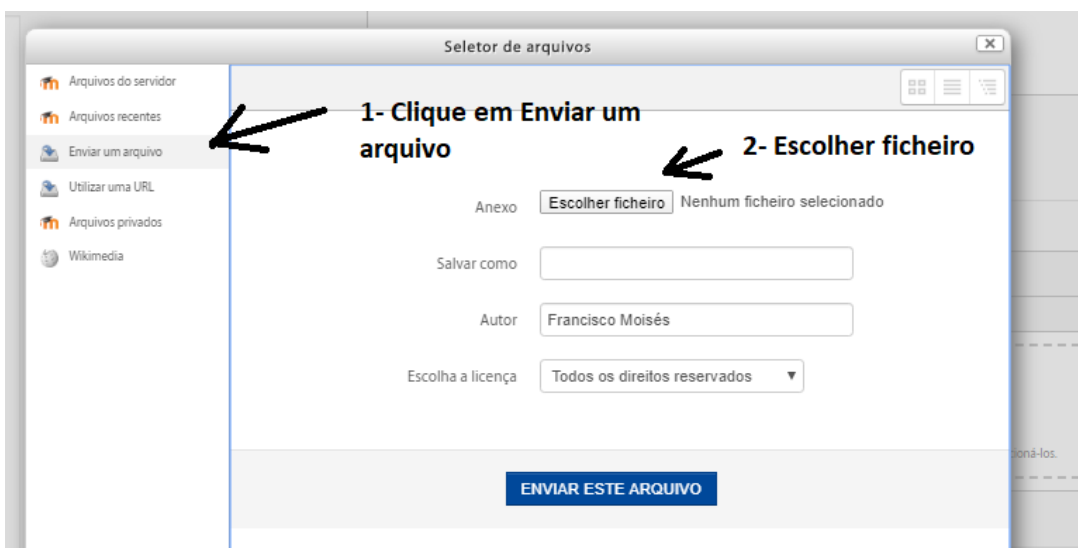 Seletor de arquivos
Arquivos do servidor
Arquivos recentes
Enviar um arquivo
Utilizar uma URL
Arquivos privados
Wikimedia
1- Clique em Enviar um
arquivo
2- Escolher ficheiro
Anexo Escolher ficheiro Nenhum ficheiro selecionado
Salvar como
Autor Francisco Moisés
Escolha a licença Todos os direitos reservados
ENVIAR ESTE ARQUIVO